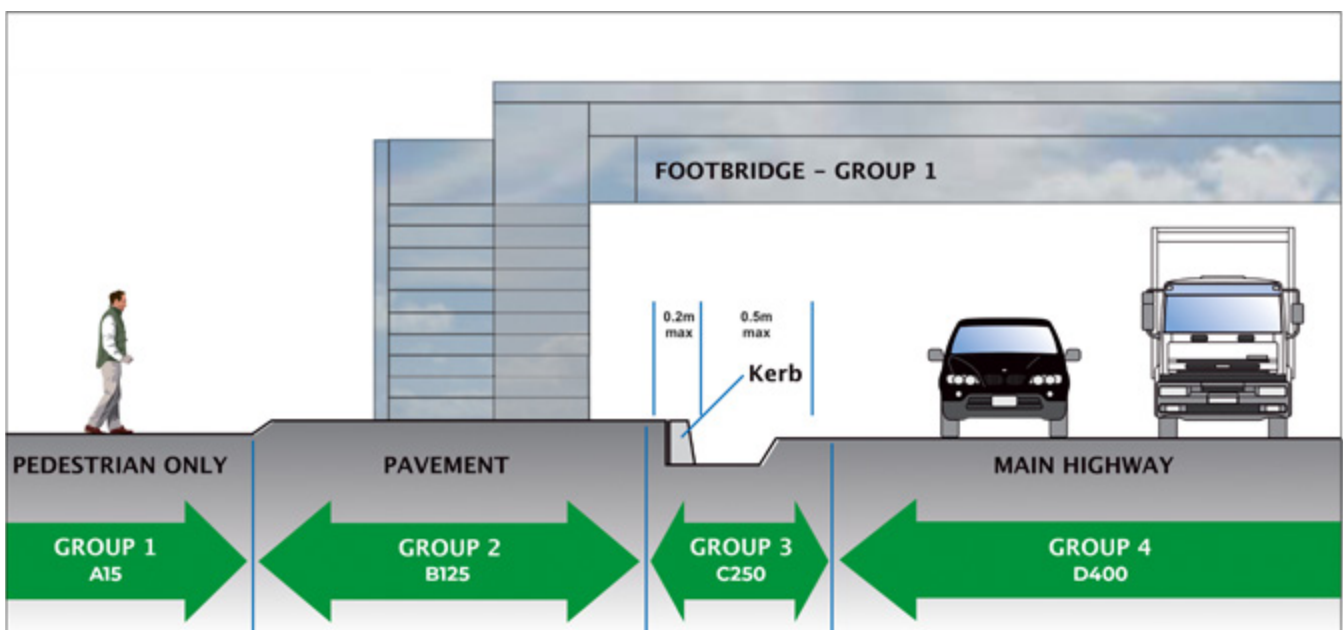 FOOTBRIDGE – GROUP 1
0.2m
max
0.5m
max
Kerb
PEDESTRIAN ONLY
PAVEMENT
MAIN HIGHWAY
GROUP 1
A15
GROUP 2
B125
GROUP 3
C250
GROUP 4
D400